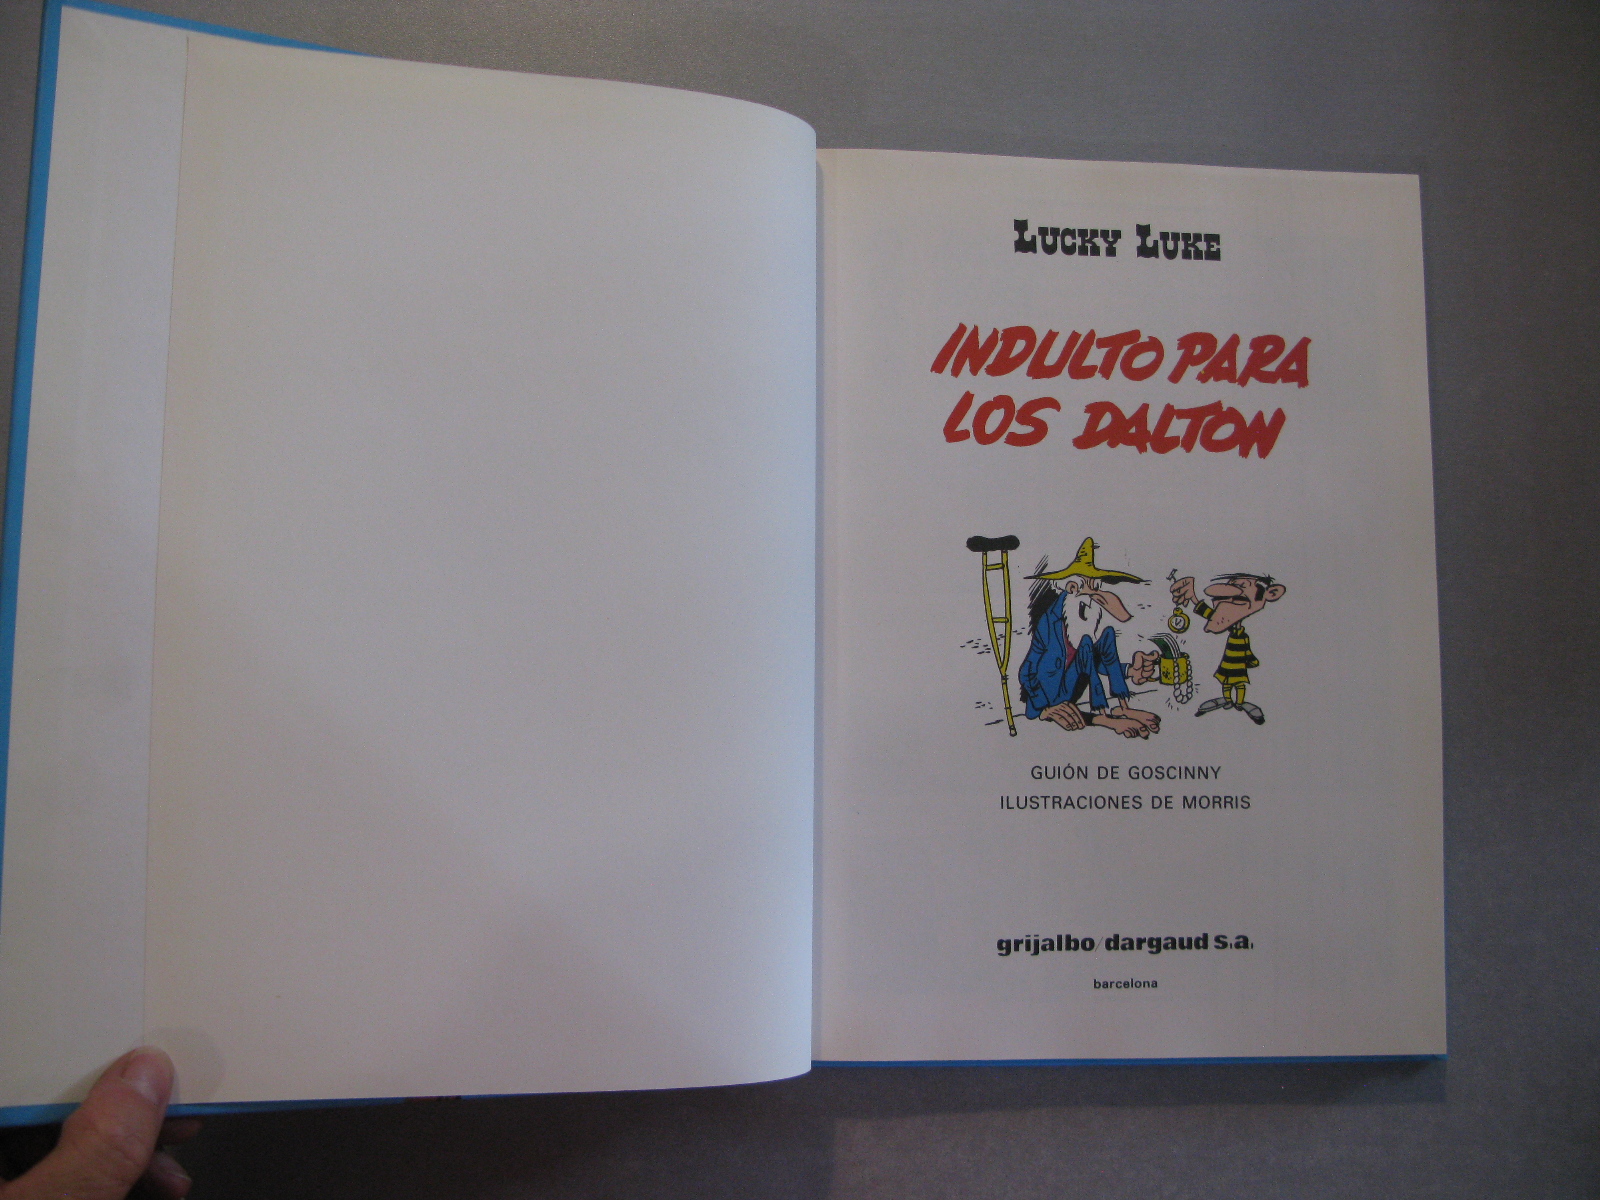 LUCKY LUKE
INDULTO PARA
LOS DALTON
GUIÓN DE GOSCINNY
ILUSTRACIONES DE MORRIS
grijalbo/dargaud s.a.
barcelona